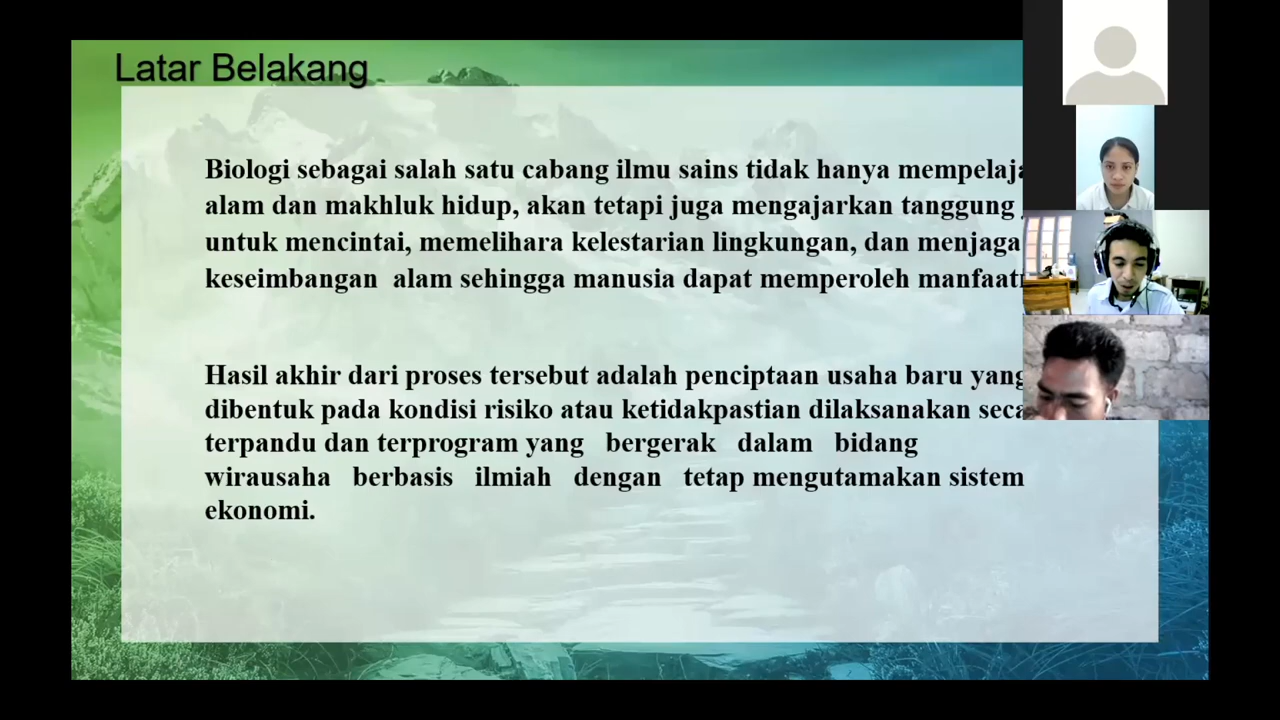 Latar Belakang
Biologi sebagai salah satu cabang ilmu sains tidak hanya
alam dan makhluk hidup, akan tetapi juga mengajarkan tanggung
untuk mencintai, memelihara kelestarian lingkungan, dan menjaga
keseimbangan alam sehingga manusia dapat memperoleh
Hasil akhir dari proses tersebut adalah penciptaan usaha baru yang
dibentuk pada kondisi risiko atau ketidakpastian dilaksanakan
terpandu dan terprogram yang bergerak dalam bidang
wirausaha berbasis ilmiah dengan tetap mengutamakan sistem
ekonomi.